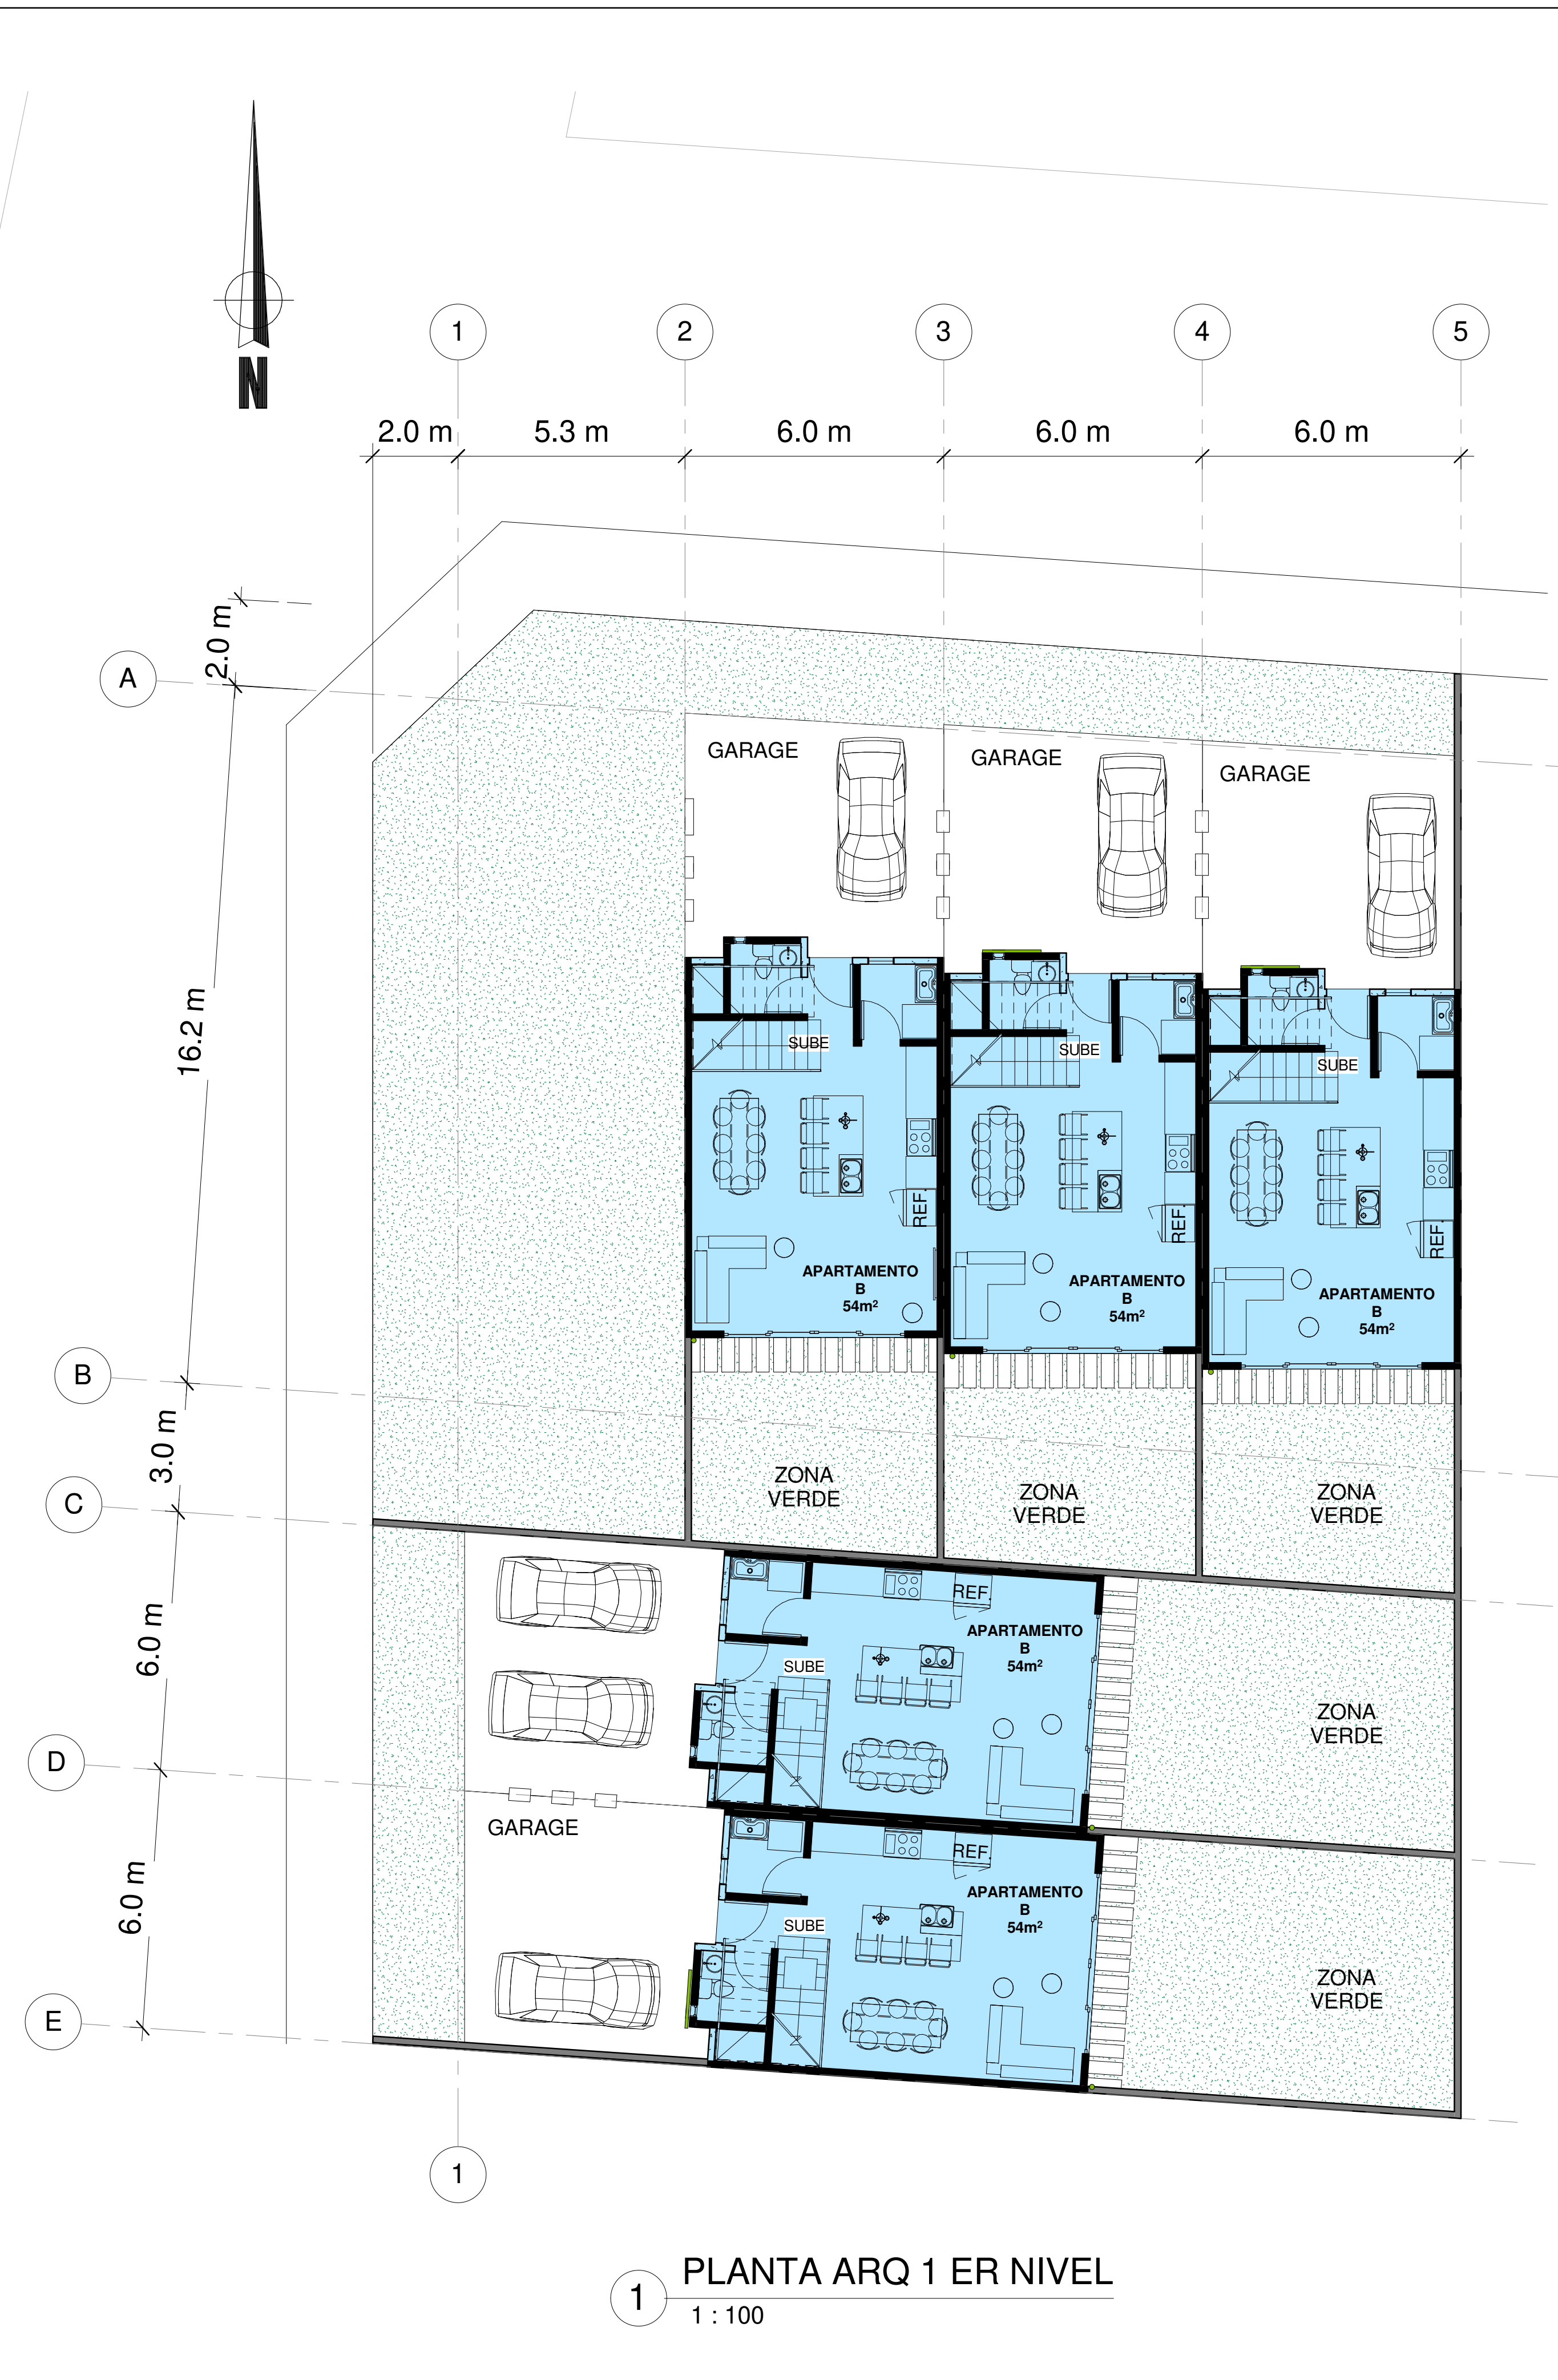 N
1
2
3
4
5
2.0 m
5.3 m
6.0 m
6.0 m
6.0 m
2.0 m
A
GARAGE
GARAGE
GARAGE
16.2 m
SUBE
SUBE
SUBE
REF.
REF.
REF.
APARTAMENTO
B
54m²
APARTAMENTO
B
54m²
APARTAMENTO
B
54m²
B
3.0 m
ZONA
VERDE
ZONA
VERDE
ZONA
VERDE
C
6.0 m
REF.
APARTAMENTO
B
54m²
SUBE
ZONA
VERDE
D
GARAGE
6.0 m
REF.
APARTAMENTO
B
54m²
SUBE
ZONA
VERDE
E
1
1
PLANTA ARQ 1 ER NIVEL
1 : 100